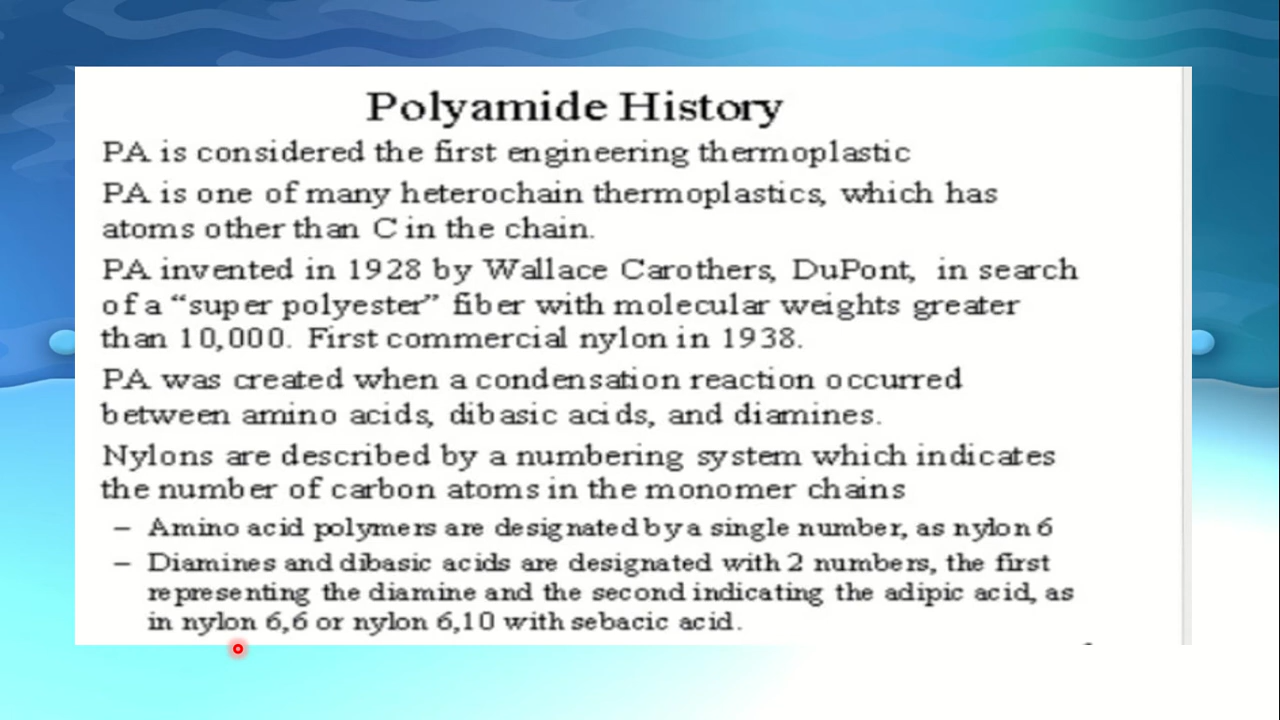 Polyamide History
PA is considered the first engineering thermoplastic
PA is one of many heterochain thermoplastics, which has
atoms other than C in the chain.
PA invented in 1928 by Wallace Carothers, DuPont, in search
of a “super polyester” fiber with molecular weights greater
than 10,000. First commercial nylon in 1938.
PA was created when a condensation reaction occurred
between amino acids, dibasic acids, and diamines.
Nylons are described by a numbering system which indicates
the number of carbon atoms in the monomer chains
– Amino acid polymers are designated by a single number, as nylon 6
– Diamines and dibasic acids are designated with 2 numbers, the first
representing the diamine and the second indicating the adipic acid, as
in nylon 6,6 or nylon 6,10 with sebacic acid.